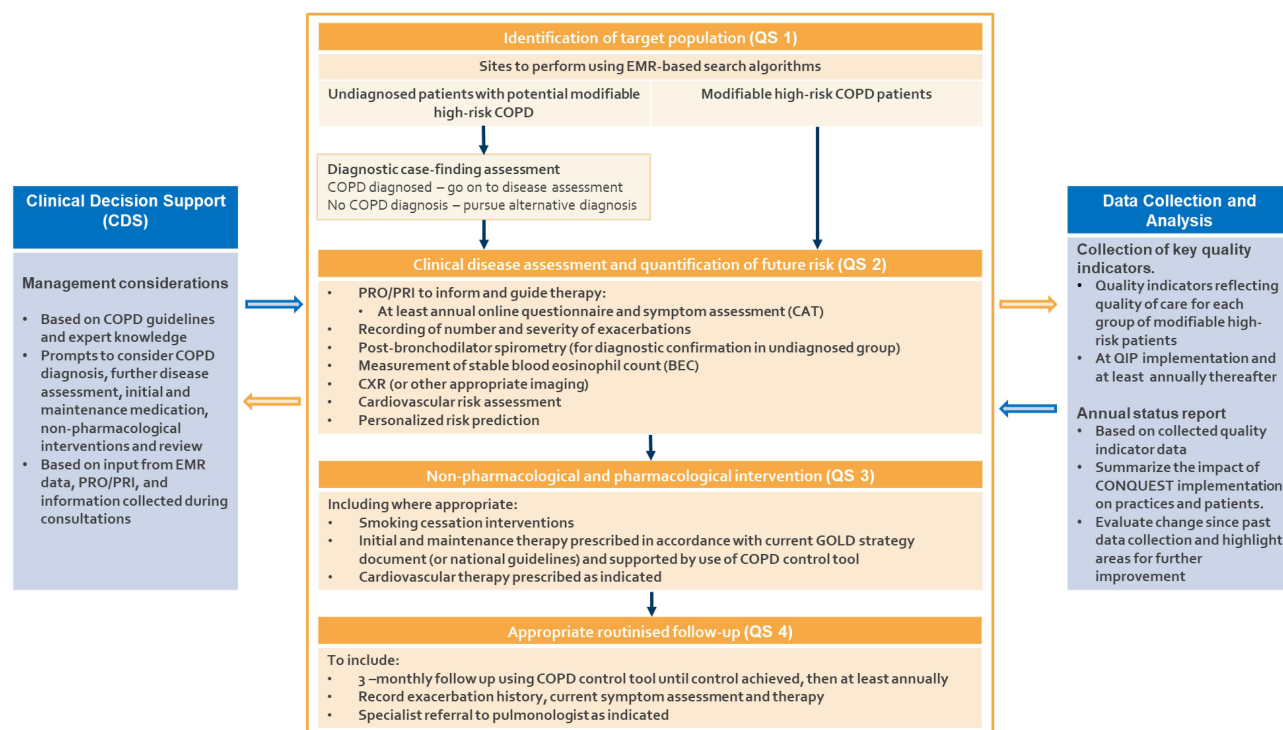 Identification of target population (QS 1)
Sites to perform using EMR-based search algorithms
Undiagnosed patients with potential modifiable
high-risk COPD
Modifiable high-risk COPD patients
Diagnostic case-finding assessment
COPD diagnosed – go on to disease assessment
No COPD diagnosis – pursue alternative diagnosis
Clinical Decision Support
(CDS)
Management considerations
• Based on COPD guidelines
and expert knowledge
• Prompts to consider COPD
diagnosis, further disease
assessment, initial and
maintenance medication,
non-pharmacological
interventions and review
• Based on input from EMR
data, PRO/PRI, and
information collected during
consultations
Clinical disease assessment and quantification of future risk (QS 2)
• PRO/PRI to inform and guide therapy:
• At least annual online questionnaire and symptom assessment (CAT)
• Recording of number and severity of exacerbations
• Post-bronchodilator spirometry (for diagnostic confirmation in undiagnosed group)
• Measurement of stable blood eosinophil count (BEC)
• CXR (or other appropriate imaging)
• Cardiovascular risk assessment
• Personalized risk prediction
Non-pharmacological and pharmacological intervention (QS 3)
Including where appropriate:
• Smoking cessation interventions
• Initial and maintenance therapy prescribed in accordance with current GOLD strategy
document (or national guidelines) and supported by use of COPD control tool
• Cardiovascular therapy prescribed as indicated
Appropriate routinised follow-up (QS 4)
To include:
• 3 –monthly follow up using COPD control tool until control achieved, then at least annually
• Record exacerbation history, current symptom assessment and therapy
• Specialist referral to pulmonologist as indicated
Data Collection and
Analysis
Collection of key quality
indicators.
• Quality indicators reflecting
quality of care for each
group of modifiable high-
risk patients
• At QIP implementation and
at least annually thereafter
Annual status report
• Based on collected quality
indicator data
• Summarize the impact of
CONQUEST implementation
on practices and patients.
• Evaluate change since past
data collection and highlight
areas for further
improvement